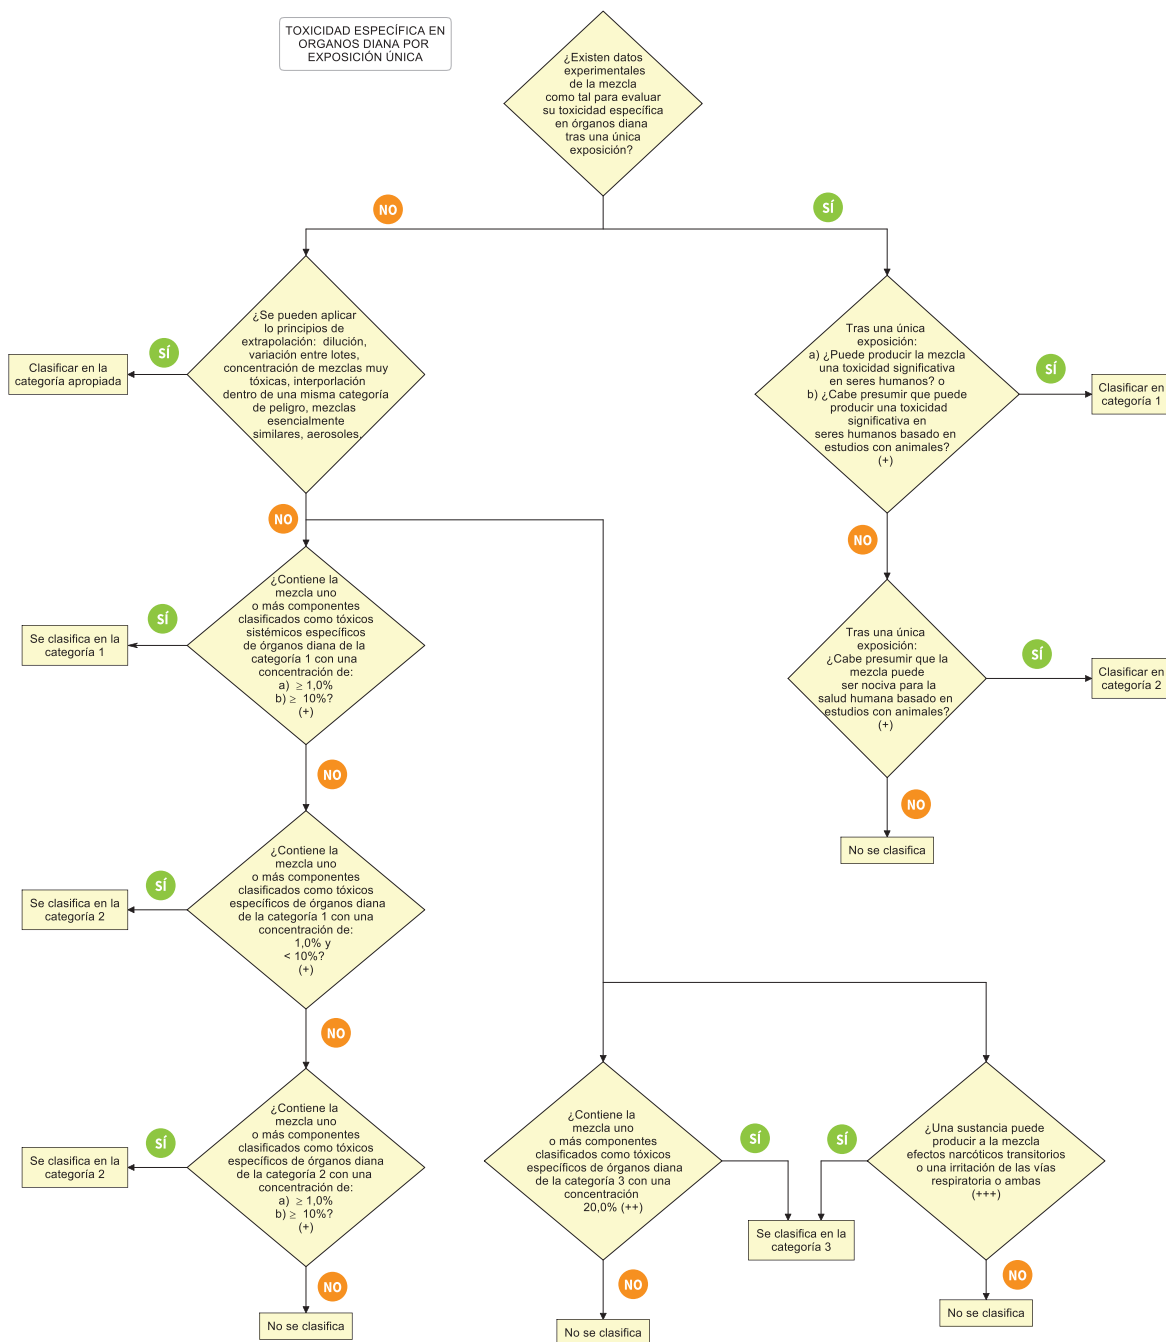 TOXICIDAD ESPECÍFICA EN
ORGANOS DIANA POR
EXPOSICIÓN ÚNICA
¿Existen datos
experimentales
de la mezcla
como tal para evaluar
su toxicidad específica
en órganos diana
tras una única
exposición?
NO
SÍ
¿Se pueden aplicar
lo principios de
extrapolación: dilución,
variación entre lotes,
concentración de mezclas muy
tóxicas, interporlación
dentro de una misma categoría
de peligro, mezclas
esencialmente
similares, aerosoles,
SÍ
Clasificar en la
categoría apropiada
Tras una única
exposición:
a) ¿Puede producir la mezcla
una toxicidad significativa
en seres humanos? o
b) ¿Cabe presumir que puede
producir una toxicidad
significativa en
seres humanos basado en
estudios con animales?
(+)
SÍ
Clasificar en
categoría 1
NO
NO
¿Contiene la
mezcla uno
o más componentes
clasificados como tóxicos
sistémicos específicos
de órganos diana de la
categoría 1 con una
concentración de:
a) ≥ 1,0%
b) ≥ 10%?
(+)
SÍ
Se clasifica en la
categoría 1
Tras una única
exposición:
¿Cabe presumir que la
mezcla puede
ser nociva para la
salud humana basado en
estudios con animales?
(+)
SÍ
Clasificar en
categoría 2
NO
NO
No se clasifica
¿Contiene la
mezcla uno
o más componentes
clasificados como tóxicos
específicos de órganos diana
de la categoría 1 con una
concentración de:
1,0% y
< 10%?
(+)
SÍ
Se clasifica en la
categoría 2
NO
¿Contiene la
mezcla uno
o más componentes
clasificados como tóxicos
específicos de órganos diana
de la categoría 2 con una
concentración de:
a) ≥ 1,0%
b) ≥ 10%?
(+)
SÍ
Se clasifica en la
categoría 2
NO
No se clasifica
¿Contiene la
mezcla uno
o más componentes
clasificados como tóxicos
específicos de órganos diana
de la categoría 3 con una
concentración
20,0% (++)
SÍ
SÍ
¿Una sustancia puede
producir a la mezcla
efectos narcóticos transitorios
o una irritación de las vías
respiratoria o ambas
(+++)
Se clasifica en la
categoría 3
NO
No se clasifica
NO
No se clasifica